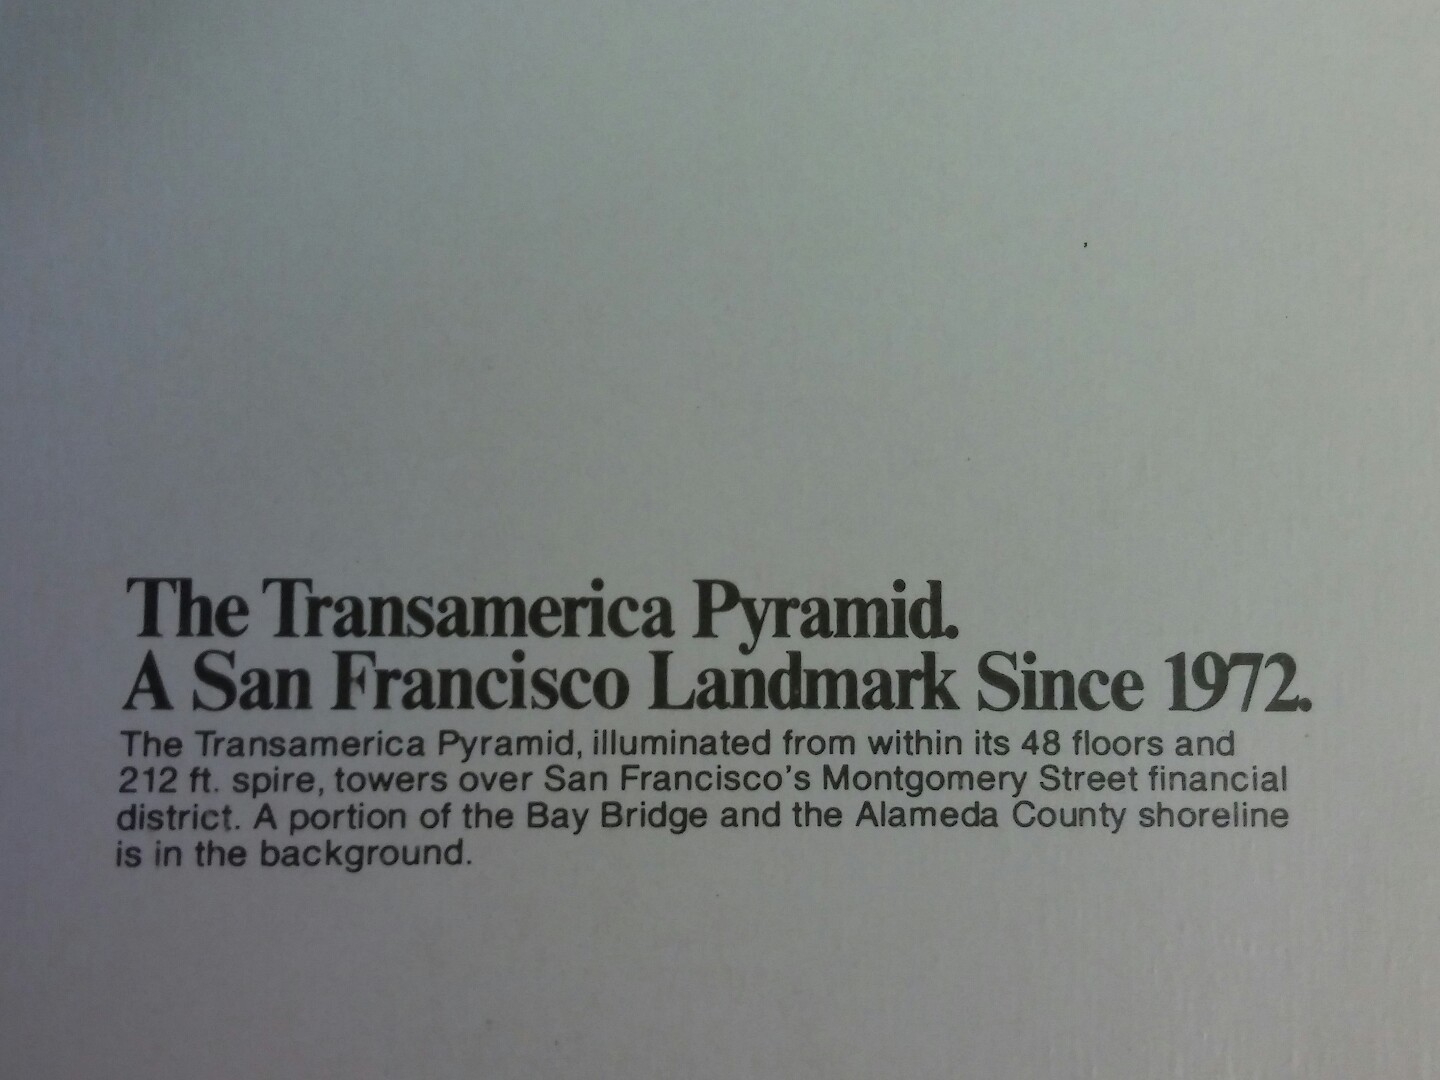 The Transamerica Pyramid.
A San Francisco Landmark Since 1972.
The Transamerica Pyramid, illuminated from within its 48 floors and
212 ft. spire, towers over San Francisco's Montgomery Street financial
district. A portion of the Bay Bridge and the Alameda County shoreline
is in the background.